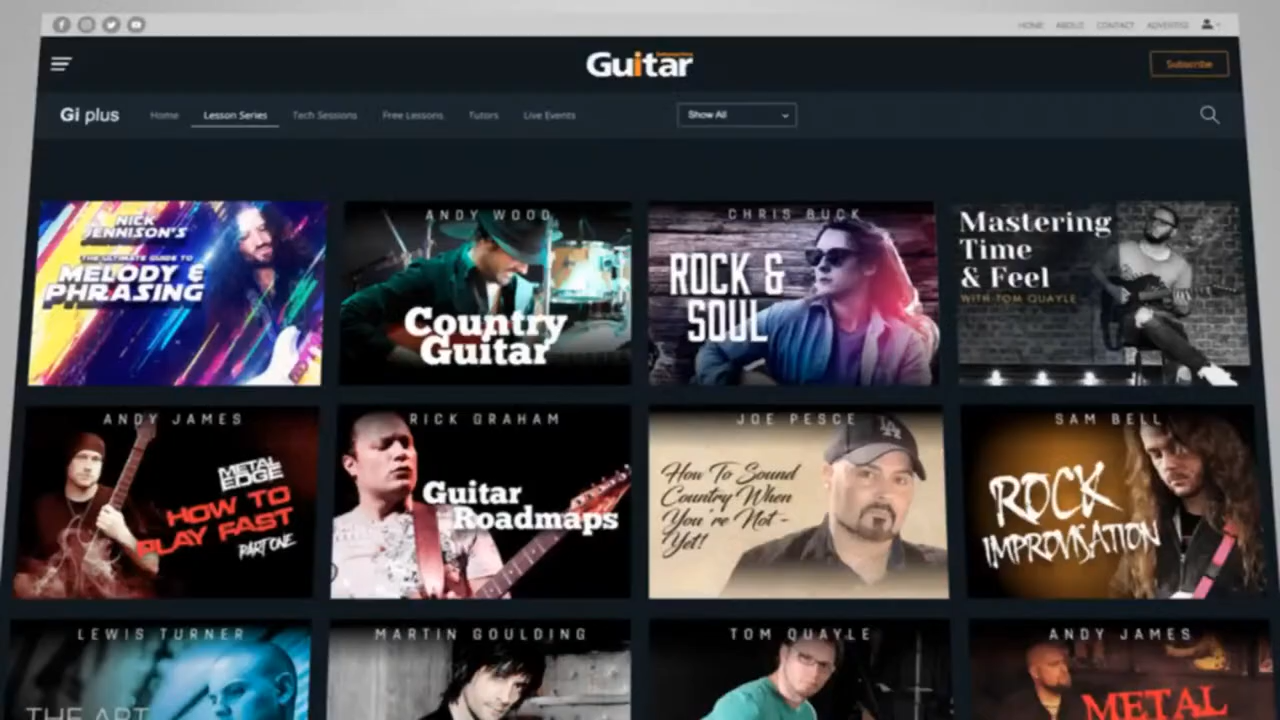 HOME ABOUT CONTACT ADVERTISE
Guitar
Subscribe
Gi plus Home Lesson Series Tech Sessions Free Lessons Tutors Live Events Show All
NICK
JENNISON'S
THE ULTIMATE GUIDE TO
MELODY &
PHRASING
ANDY WOOD
Country
Guitar
CHRIS BUCK
ROCK &
SOUL
Mastering
Time
& Feel
WITH TOM QUAYLE
ANDY JAMES
METAL
EDGE
HOW TO
PLAY FAST
PART ONE
RICK GRAHAM
Guitar
Roadmaps
JOE PESCE
How To Sound
Country When
You're Not -
Yet!
LA
SAM BELL
ROCK
IMPROVISATION
LEWIS TURNER
THE ART
MARTIN GOULDING
TOM QUAYLE
ANDY JAMES
METAL